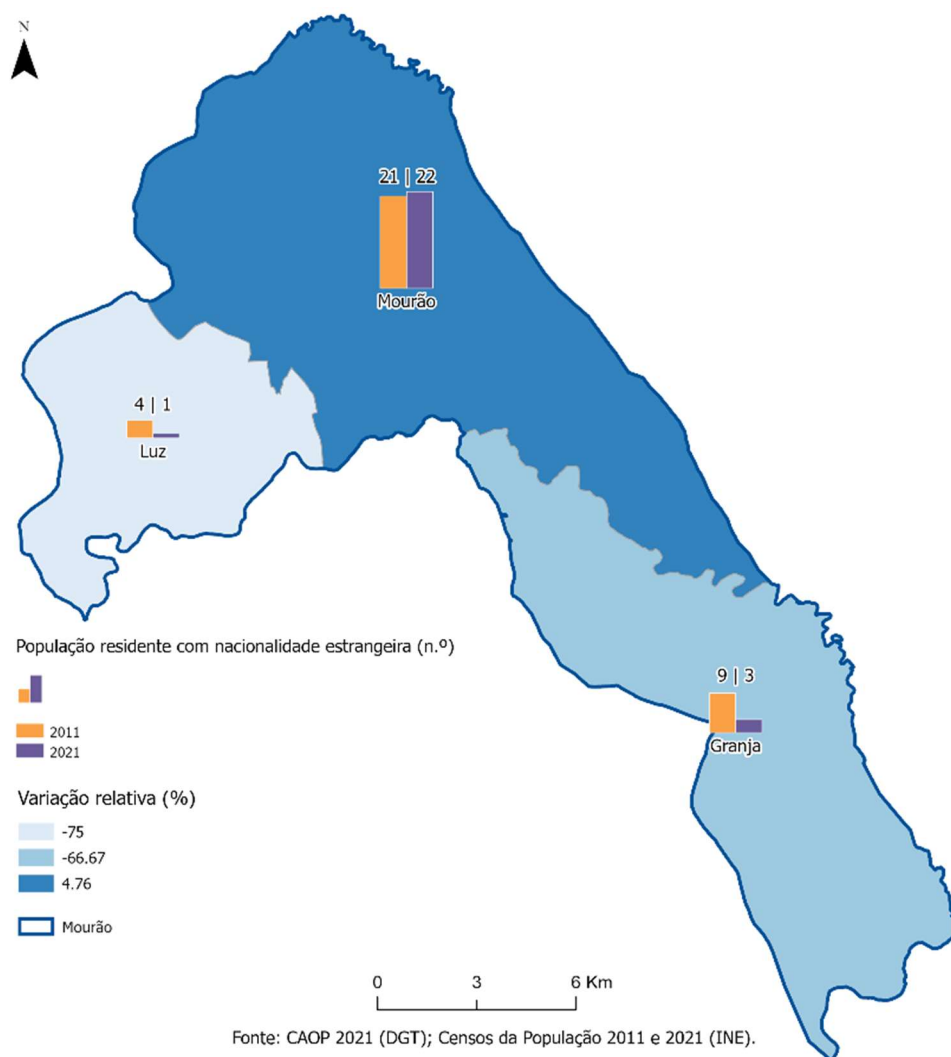 N
21 | 22
Mourão
4 | 1
Luz
9 | 3
Granja
População residente com nacionalidade estrangeira (n.º)
2011
2021
Variação relativa (%)
-75
-66.67
4.76
Mourão
0 3 6 Km
Fonte: CAOP 2021 (DGT); Censos da População 2011 e 2021 (INE).